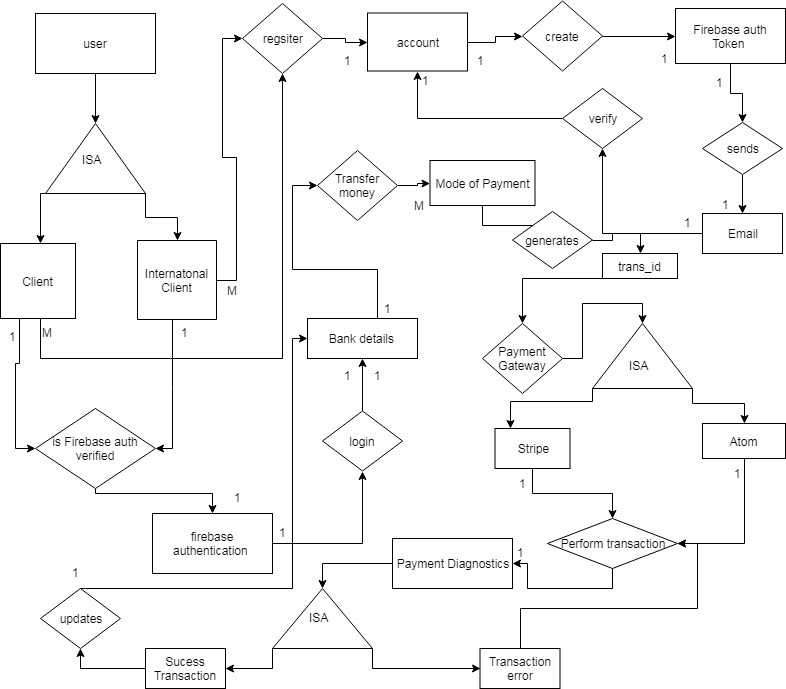 user
regsiter
account
create
Firebase auth
Token
1
1
1
1
1
verify
sends
ISA
Transfer
money
Mode of Payment
M
1
1
generates
Email
Client
Internatonal
Client
M
trans_id
1
M
1
1
Bank details
Payment
Gateway
ISA
1
1
is Firebase auth
verified
login
Stripe
Atom
1
1
1
1
firebase
authentication
Perform transaction
1
Payment Diagnostics
1
updates
ISA
Sucess
Transaction
Transaction
error